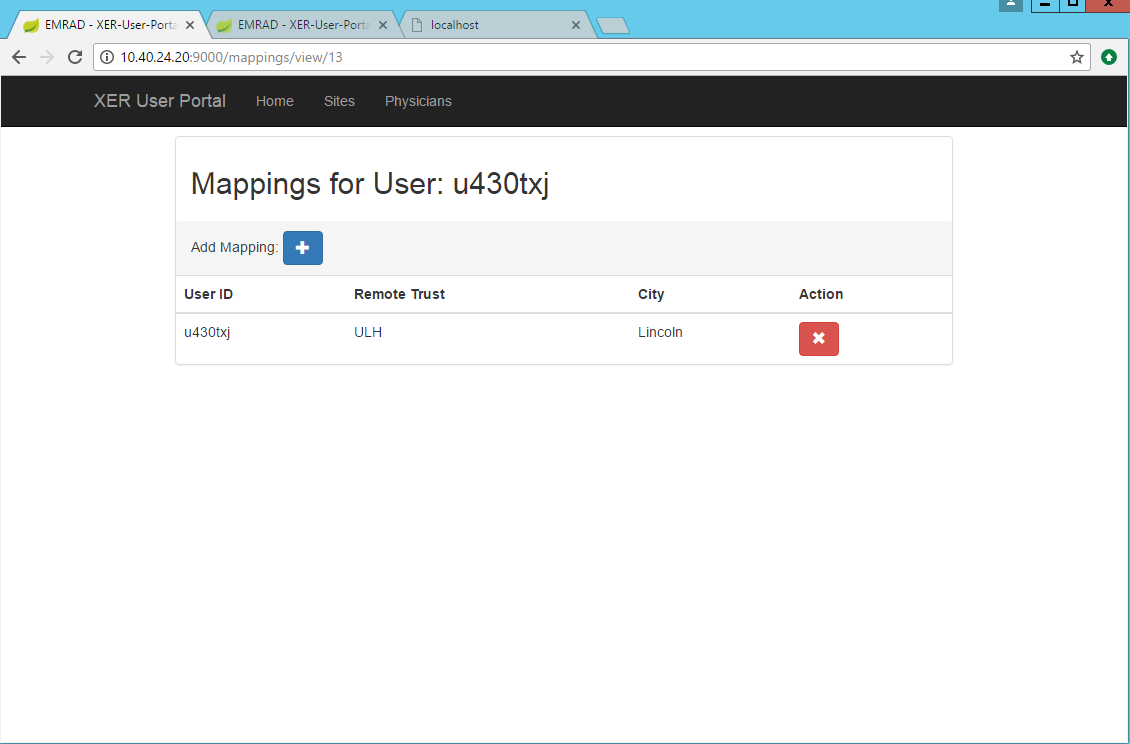 EMRAD - XER-User-Porta
EMRAD - XER-User-Porta
localhost
10.40.24.20:9000/mappings/view/13
XER User Portal Home Sites Physicians
Mappings for User: u430txj
Add Mapping:
User ID Remote Trust City Action
u430txj ULH Lincoln